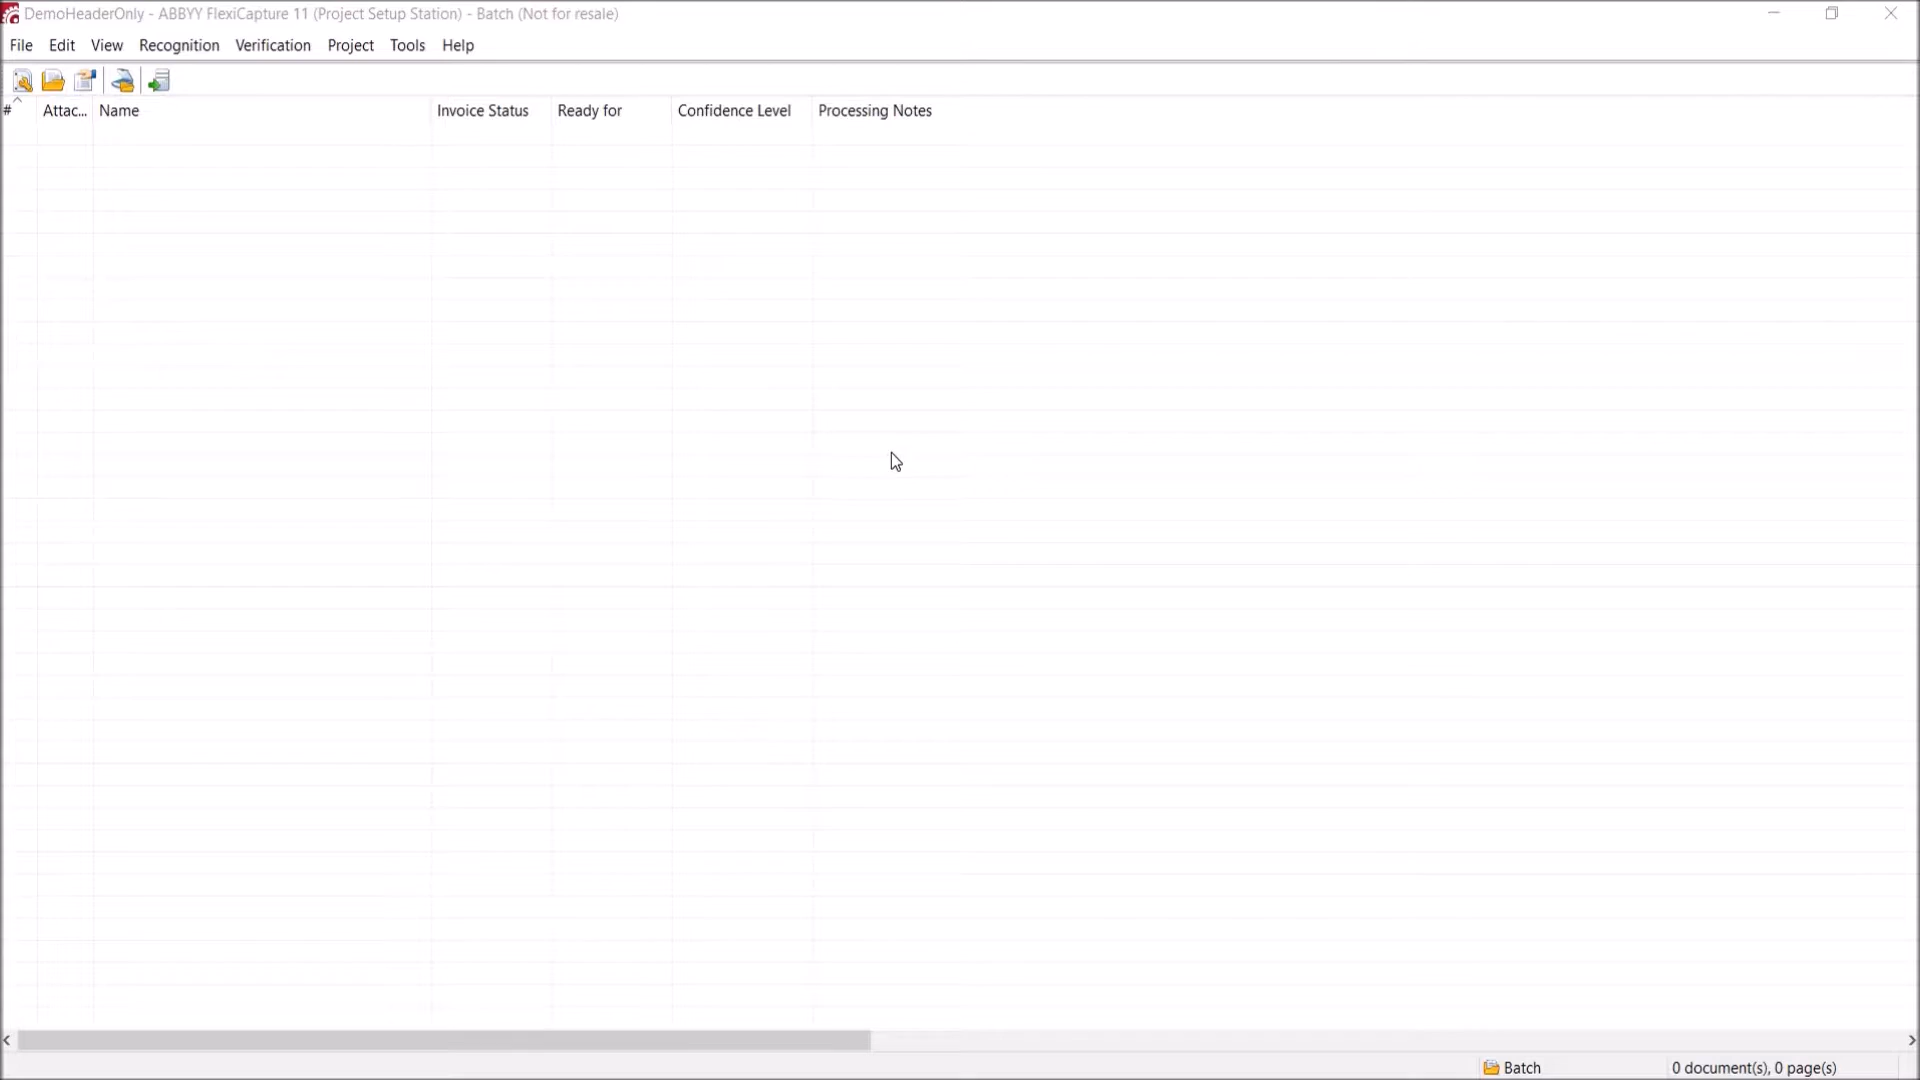 DemoHeaderOnly - ABBYY FlexiCapture 11 (Project Setup Station) - Batch (Not for resale)
File Edit View Recognition Verification Project Tools Help
# Attac... Name Invoice Status Ready for Confidence Level Processing Notes
Batch 0 document(s), 0 page(s)